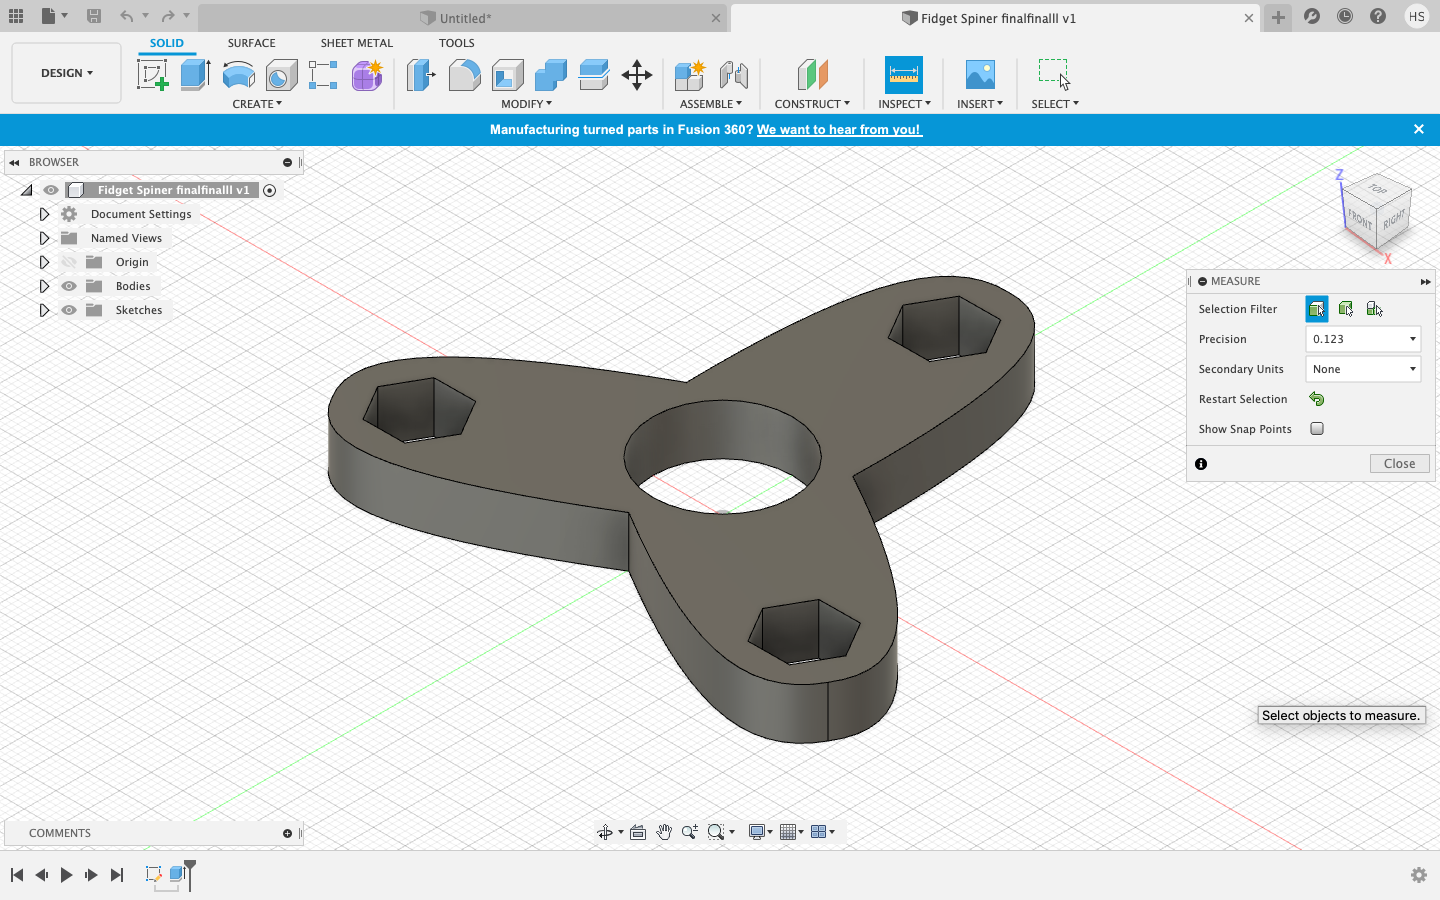 Untitled*
Fidget Spiner finalfinalll v1
HS
SOLID
SURFACE
SHEET METAL
TOOLS
DESIGN
CREATE
MODIFY
ASSEMBLE
CONSTRUCT
INSPECT
INSERT
SELECT
Manufacturing turned parts in Fusion 360? We want to hear from you!
BROWSER
Fidget Spiner finalfinalll v1
Document Settings
Named Views
Origin
Bodies
Sketches
Z
TOP
FRONT
RIGHT
X
MEASURE
Selection Filter
Precision
0.123
Secondary Units
None
Restart Selection
Show Snap Points
Close
Select objects to measure.
COMMENTS